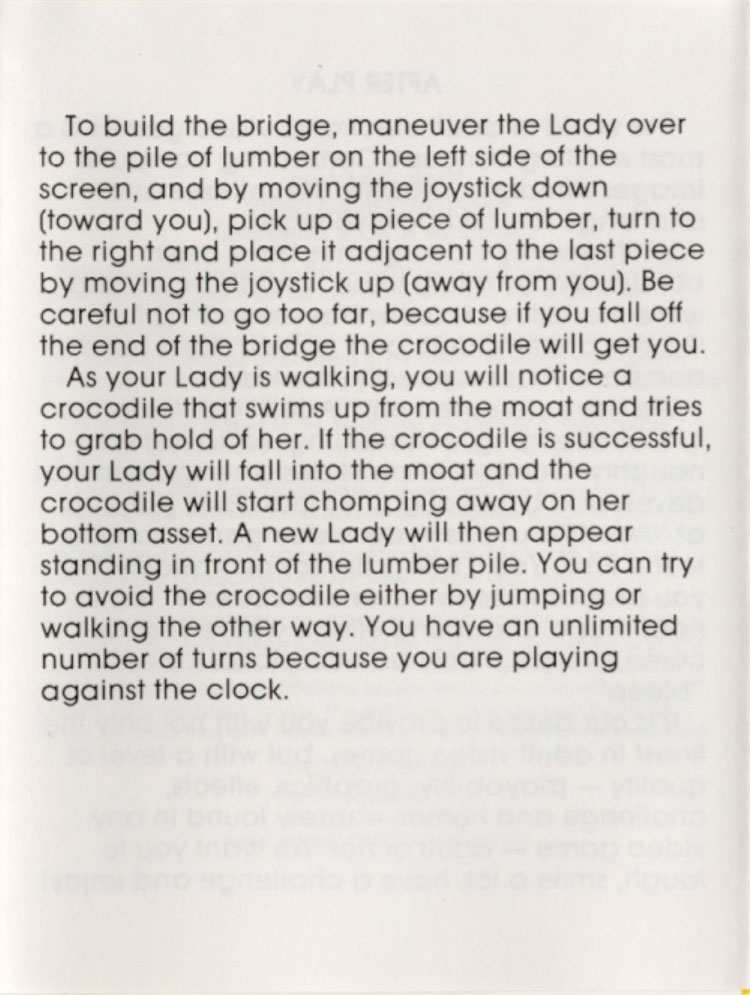 To build the bridge, maneuver the Lady over
to the pile of lumber on the left side of the
screen, and by moving the joystick down
(toward you), pick up a piece of lumber, turn to
the right and place it adjacent to the last piece
by moving the joystick up (away from you). Be
careful not to go too far, because if you fall off
the end of the bridge the crocodile will get you.
As your Lady is walking, you will notice a
crocodile that swims up from the moat and tries
to grab hold of her. If the crocodile is successful,
your Lady will fall into the moat and the
crocodile will start chomping away on her
bottom asset. A new Lady will then appear
standing in front of the lumber pile. You can try
to avoid the crocodile either by jumping or
walking the other way. You have an unlimited
number of turns because you are playing
against the clock.